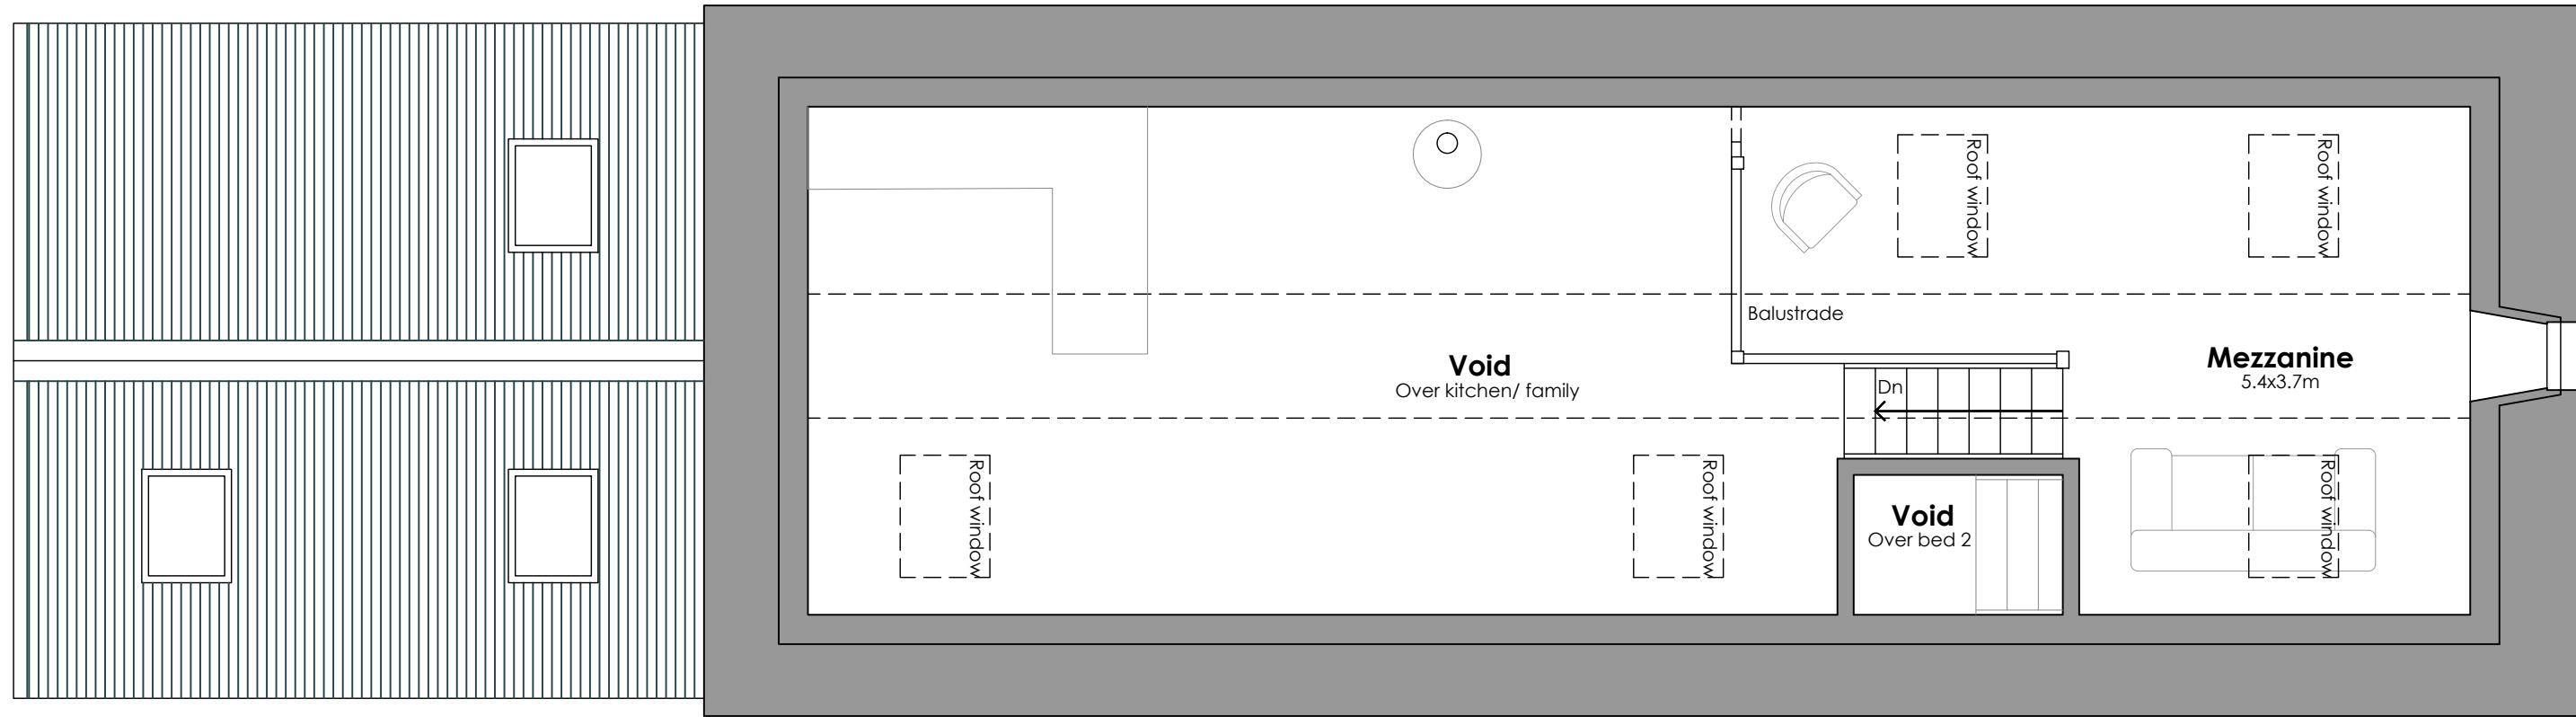 Roof window
Roof window
Balustrade
Void
Over kitchen/ family
Mezzanine
5.4x3.7m
Dn
Roof window
Roof window
Void
Over bed 2
Roof window